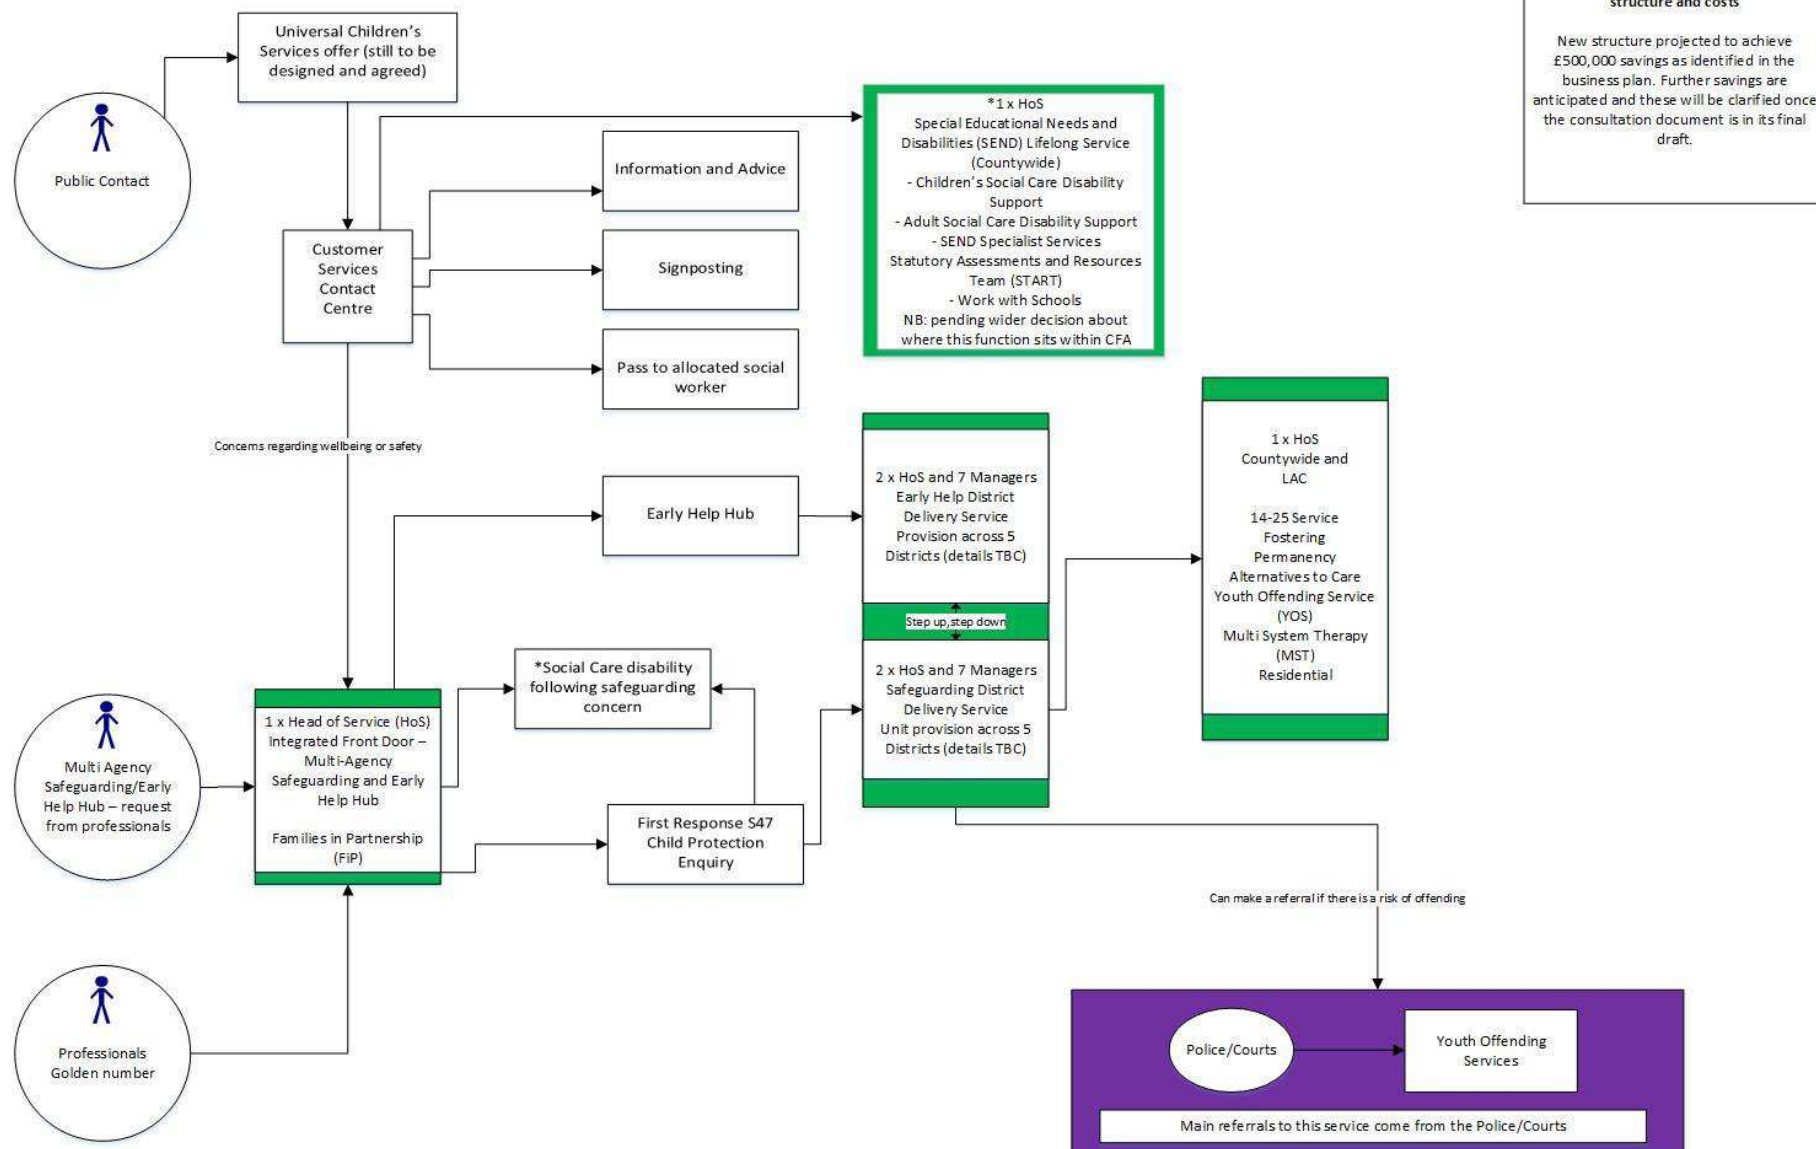 structure and costs
New structure projected to achieve
£500,000 savings as identified in the
business plan. Further savings are
anticipated and these will be clarified once
the consultation document is in its final
draft.
Universal Children's
Services offer (still to be
designed and agreed)
Public Contact
Customer
Services
Contact
Centre
Information and Advice
Signposting
Pass to allocated social
worker
*1 x HoS
Special Educational Needs and
Disabilities (SEND) Lifelong Service
(Countywide)
- Children's Social Care Disability
Support
- Adult Social Care Disability Support
- SEND Specialist Services
Statutory Assessments and Resources
Team (START)
- Work with Schools
NB: pending wider decision about
where this function sits within CFA
Concerns regarding wellbeing or safety
Early Help Hub
2 x HoS and 7 Managers
Early Help District
Delivery Service
Provision across 5
Districts (details TBC)
Step up,step down
2 x HoS and 7 Managers
Safeguarding District
Delivery Service
Unit provision across 5
Districts (details TBC)
1 x HoS
Countywide and
LAC
14-25 Service
Fostering
Permanency
Alternatives to Care
Youth Offending Service
(YOS)
Multi System Therapy
(MST)
Residential
*Social Care disability
following safeguarding
concern
Multi Agency
Safeguarding/Early
Help Hub – request
from professionals
1 x Head of Service (HoS)
Integrated Front Door –
Multi-Agency
Safeguarding and Early
Help Hub
Families in Partnership
(FiP)
First Response S47
Child Protection
Enquiry
Can make a referral if there is a risk of offending
Professionals
Golden number
Police/Courts
Youth Offending
Services
Main referrals to this service come from the Police/Courts